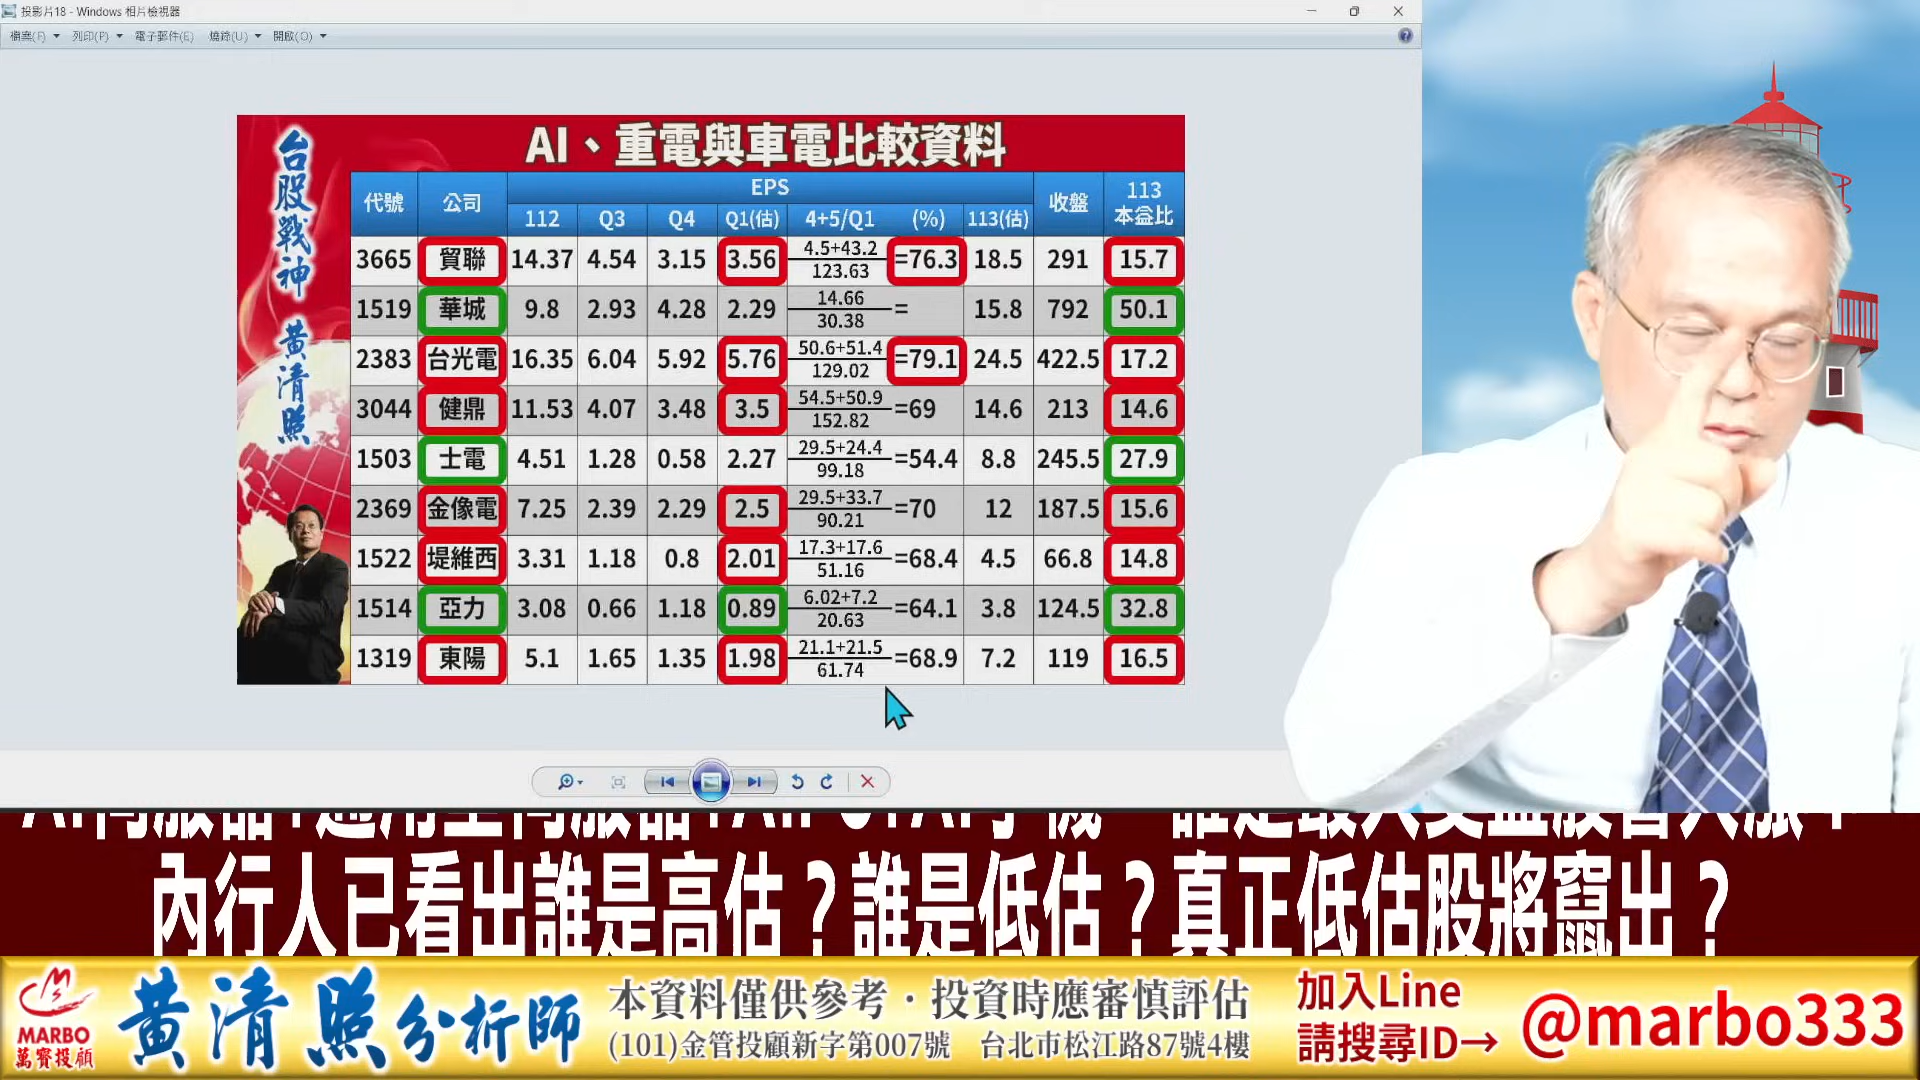 投影片18 - Windows 相片檢視器
檔案(F) 列印(P) 電子郵件(E) 燒錄(U) 開啟(O)
台股戰神 黃清照
AI、重電與車電比較資料
代號 公司 EPS 收盤 113本益比
112 Q3 Q4 Q1(估) 4+5/Q1 (%) 113(估)
3665 貿聯 14.37 4.54 3.15 3.56 4.5+43.2/123.63 =76.3 18.5 291 15.7
1519 華城 9.8 2.93 4.28 2.29 14.66/30.38 = 15.8 792 50.1
2383 台光電 16.35 6.04 5.92 5.76 50.6+51.4/129.02 =79.1 24.5 422.5 17.2
3044 健鼎 11.53 4.07 3.48 3.5 54.5+50.9/152.82 =69 14.6 213 14.6
1503 士電 4.51 1.28 0.58 2.27 29.5+24.4/99.18 =54.4 8.8 245.5 27.9
2369 金像電 7.25 2.39 2.29 2.5 29.5+33.7/90.21 =70 12 187.5 15.6
1522 堤維西 3.31 1.18 0.8 2.01 17.3+17.6/51.16 =68.4 4.5 66.8 14.8
1514 亞力 3.08 0.66 1.18 0.89 6.02+7.2/20.63 =64.1 3.8 124.5 32.8
1319 東陽 5.1 1.65 1.35 1.98 21.1+21.5/61.74 =68.9 7.2 119 16.5
內行人已看出誰是高估？誰是低估？真正低估股將竄出？
MARBO
萬寶投顧
黃清照分析師
本資料僅供參考．投資時應審慎評估
(101)金管投顧新字第007號 台北市松江路87號4樓
加入Line
請搜尋ID→
@marbo333